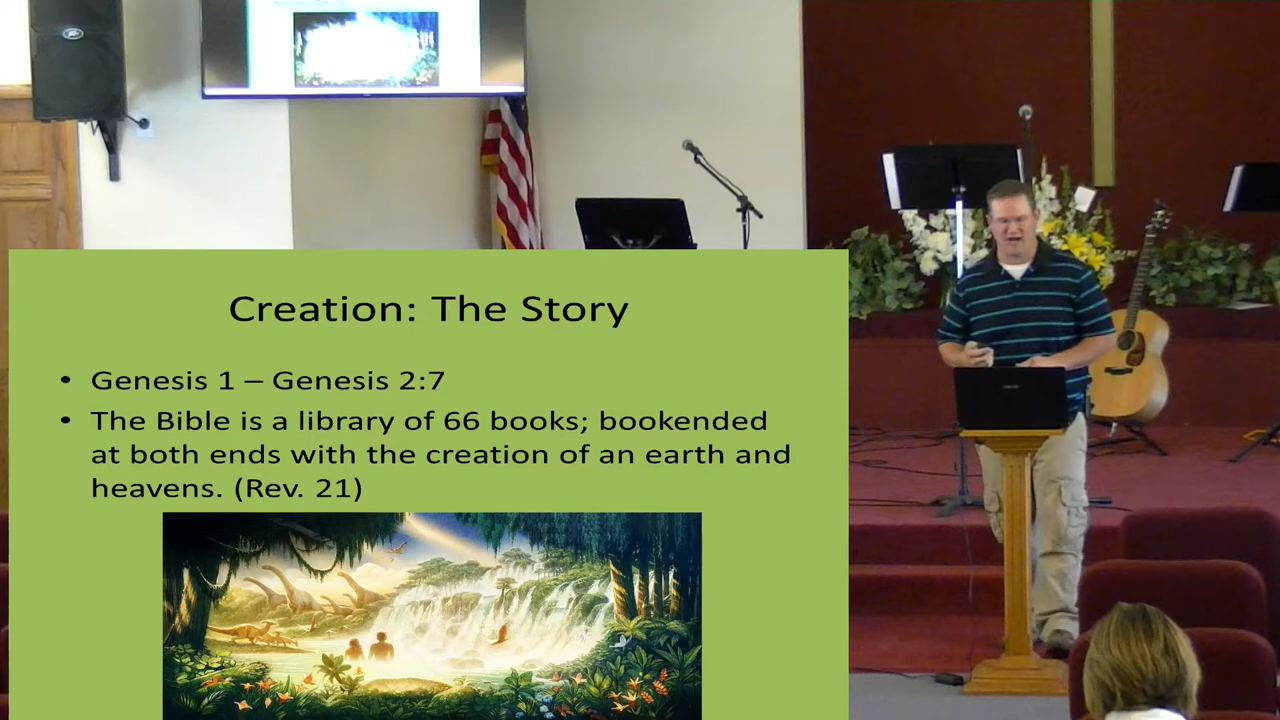 Creation: The Story
• Genesis 1 – Genesis 2:7
• The Bible is a library of 66 books; bookended
at both ends with the creation of an earth and
heavens. (Rev. 21)